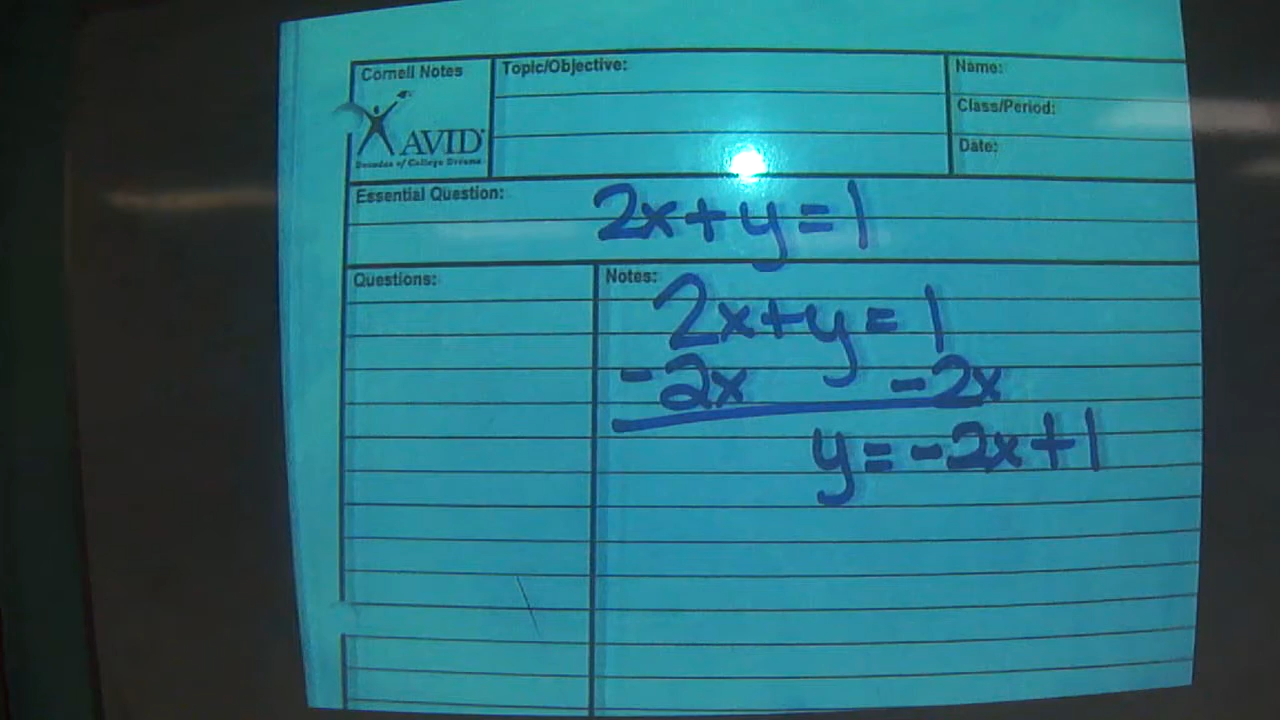 Cornell Notes
AVID
Decades of College Dreams
Topic/Objective:
Name:
Class/Period:
Date:
Essential Question:
2x+y=1
Questions:
Notes:
2x+y=1
-2x -2x
y=-2x+1